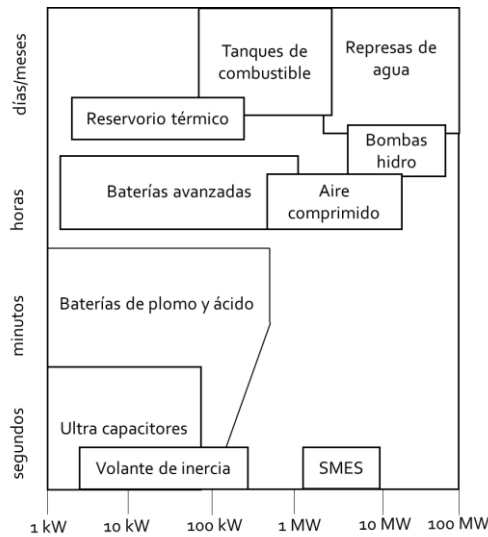 días/meses
horas
minutos
segundos
Tanques de
combustible
Represas de
agua
Reservorio térmico
Bombas
hidro
Baterías avanzadas
Aire
comprimido
Baterías de plomo y ácido
Ultra capacitores
Volante de inercia
SMES
1 kW
10 kW
100 kW
1 MW
10 MW
100 MW